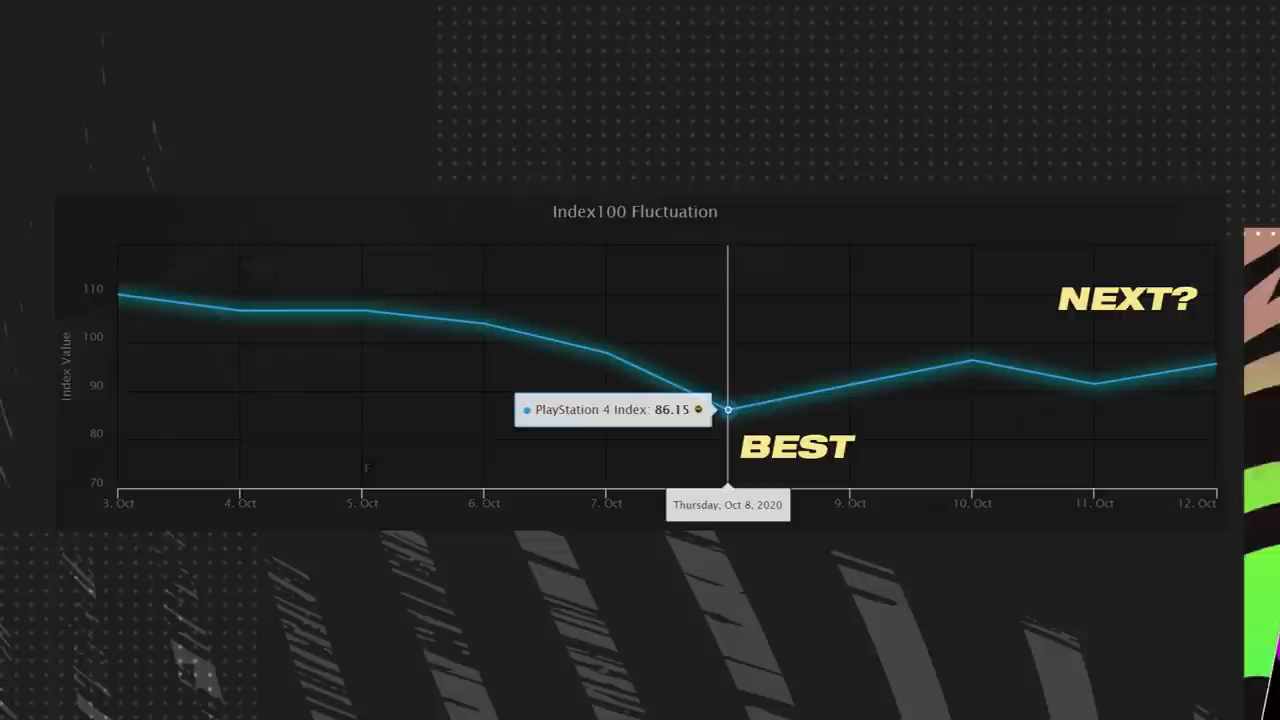 Index100 Fluctuation
NEXT?
Index Value
110
100
90
80
70
PlayStation 4 Index: 86.15
BEST
F
3. Oct
4. Oct
5. Oct
6. Oct
7. Oct
Thursday, Oct 8, 2020
9. Oct
10. Oct
11. Oct
12. Oct